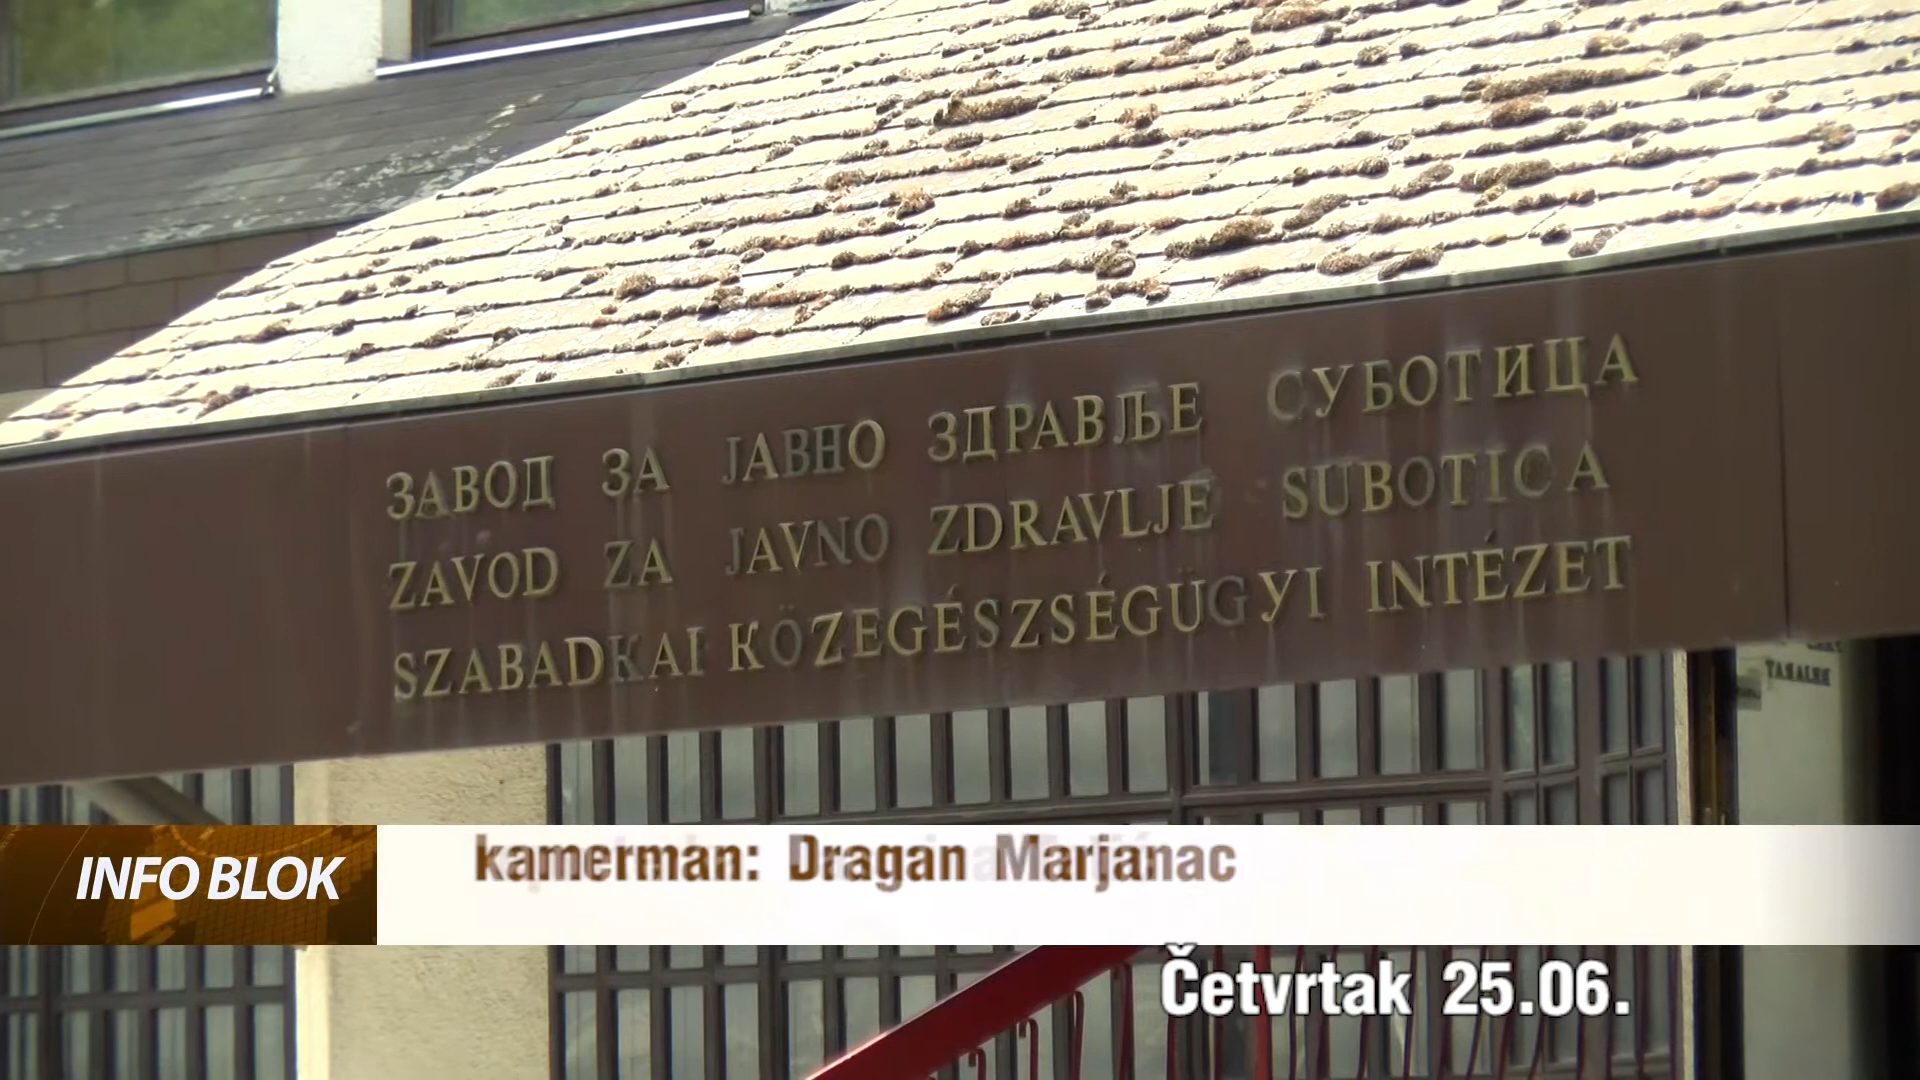 ЗАВОД ЗА ЈАВНО ЗДРАВЉЕ СУБОТИЦА
ZAVOD ZA JAVNO ZDRAVLJE SUBOTICA
SZABADKAI KÖZEGÉSZSÉGÜGYI INTÉZET
INFO BLOK
kamerman: Dragan Marjanac
Četvrtak 25.06.